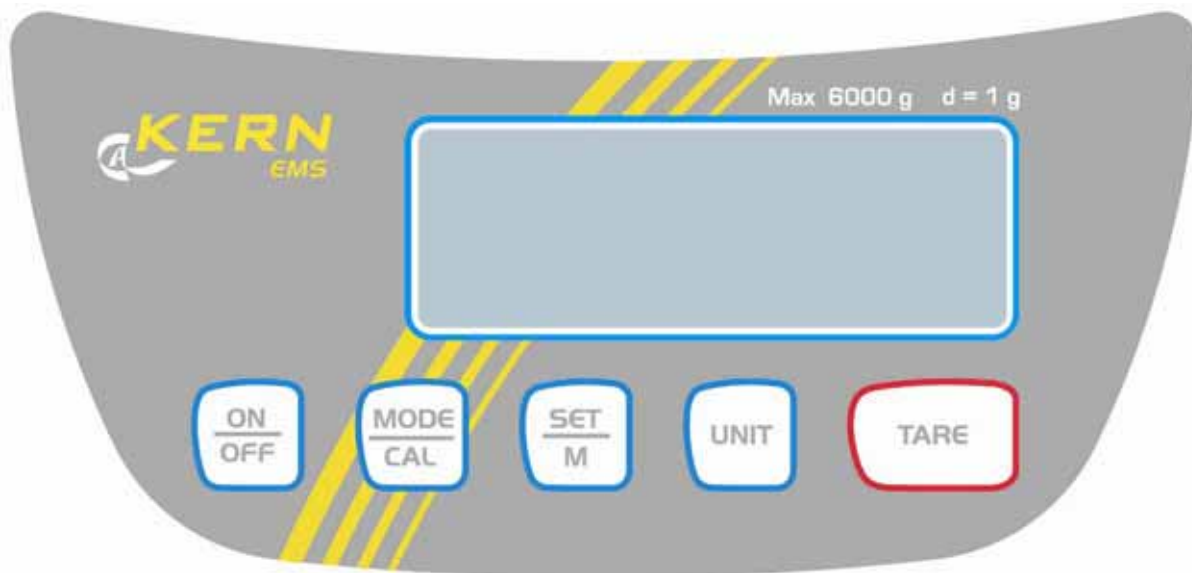 Max 6000 g d = 1 g
A KERN
EMS
ON
OFF
MODE
CAL
SET
M
UNIT
TARE